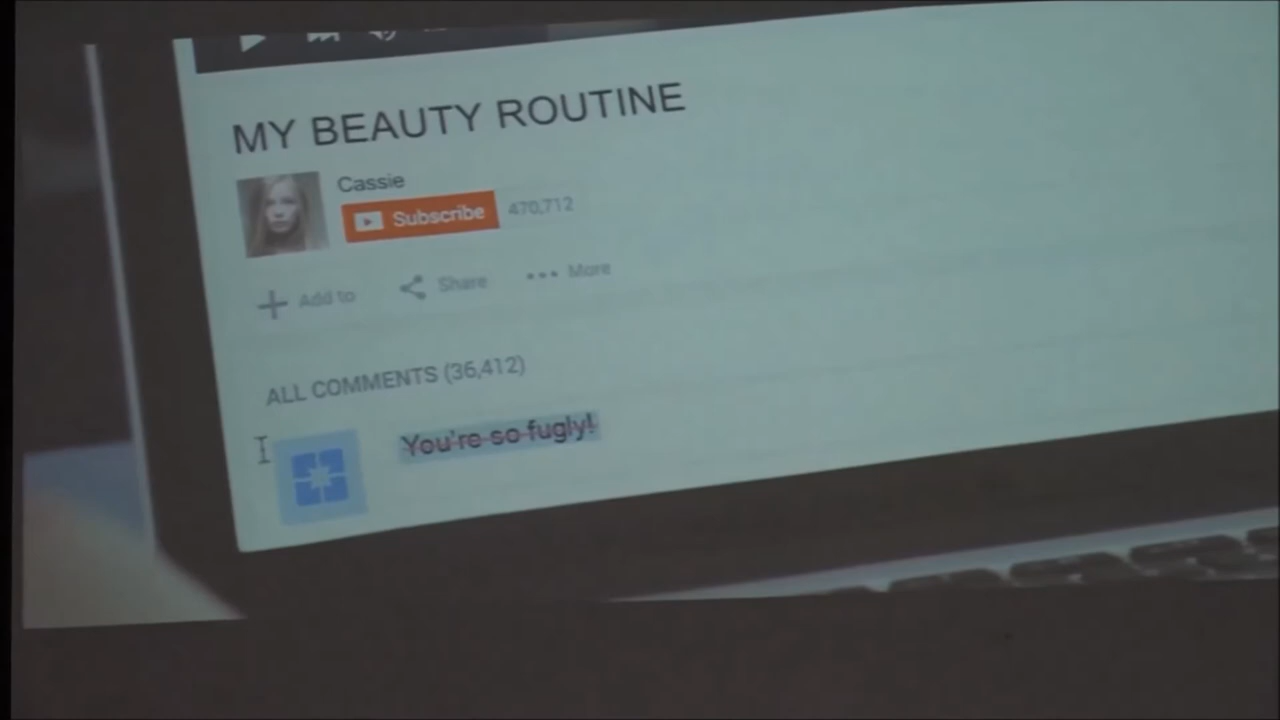 MY BEAUTY ROUTINE
Cassie
Subscribe 470,712
Add to Share More
ALL COMMENTS (36,412)
You're so fugly!